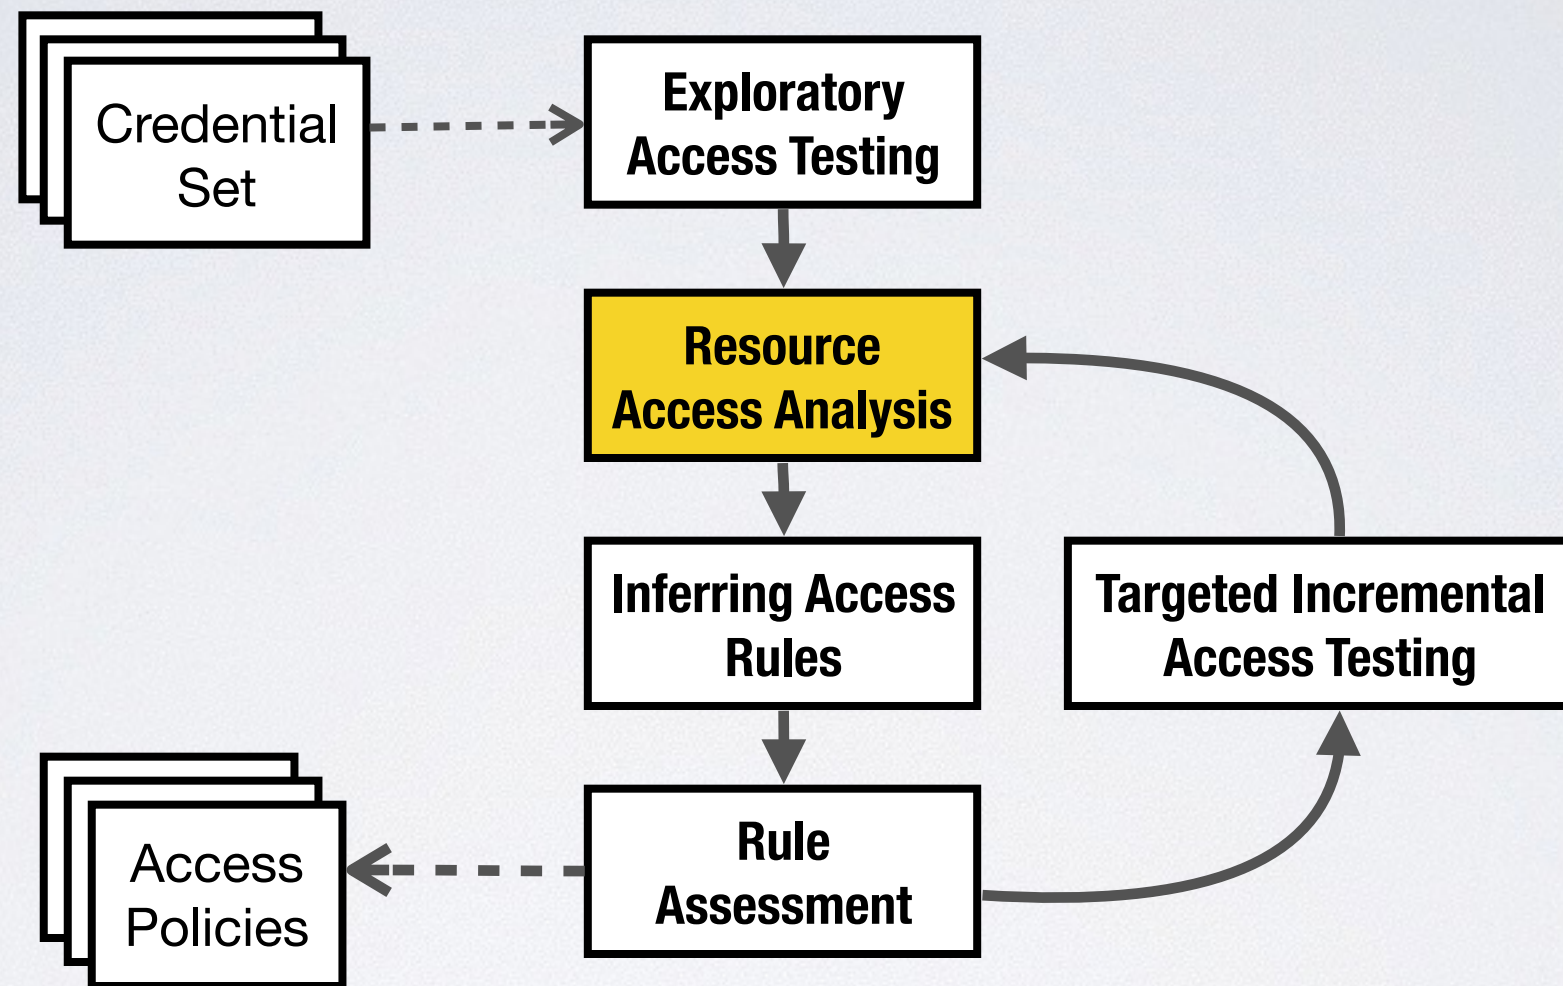 Credential
Set
Exploratory
Access Testing
Resource
Access Analysis
Inferring Access
Rules
Targeted Incremental
Access Testing
Access
Policies
Rule
Assessment